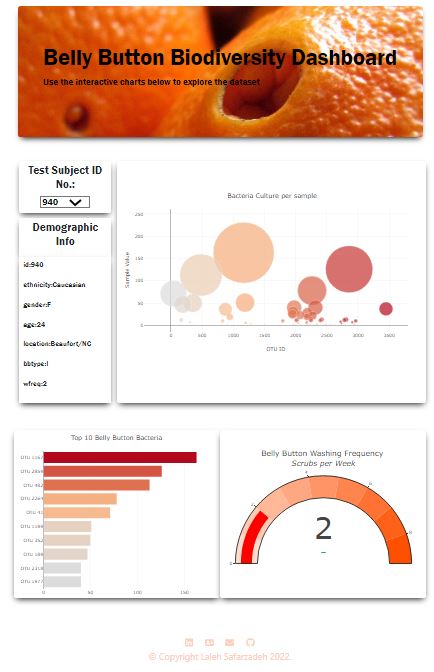 Belly Button Biodiversity Dashboard
Use the interactive charts below to explore the dataset
Test Subject ID
No.:
940
Demographic
Info
id:940
ethnicity:Caucasian
gender:F
age:24
location:Beaufort/NC
bbtype:I
wfreq:2
Bacteria Culture per sample
Sample Value
250
200
150
100
50
0
0 500 1000 1500 2000 2500 3000 3500
OTU ID
Top 10 Belly Button Bacteria
OTU 1167
OTU 2859
OTU 482
OTU 2264
OTU 41
OTU 1189
OTU 352
OTU 189
OTU 2318
OTU 1977
0 50 100 150
Belly Button Washing Frequency
Scrubs per Week
0
2
4
6
8
2
–
© Copyright Laleh Safarzadeh 2022.